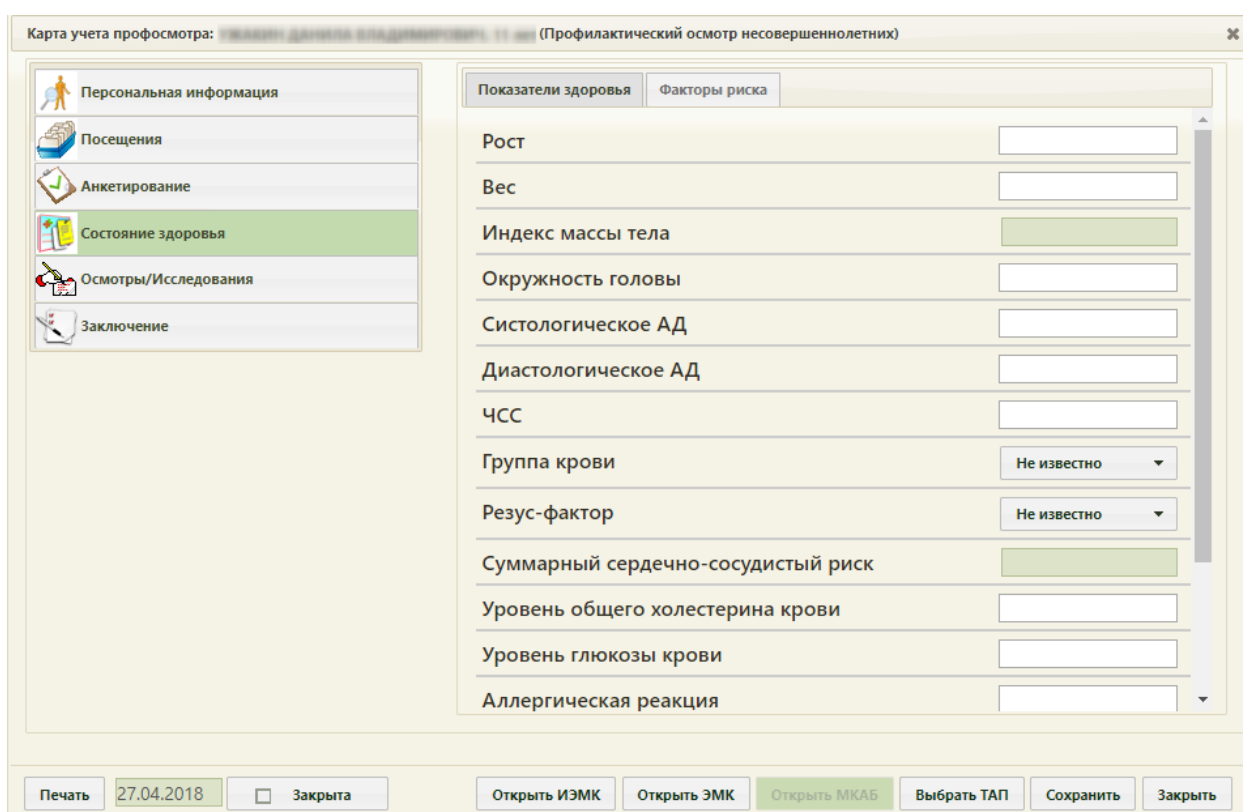 Карта учета профосмотра: (Профилактический осмотр несовершеннолетних)
Персональная информация
Посещения
Анкетирование
Состояние здоровья
Осмотры/Исследования
Заключение
Показатели здоровья Факторы риска
Рост
Вес
Индекс массы тела
Окружность головы
Систологическое АД
Диастологическое АД
ЧСС
Группа крови Не известно
Резус-фактор Не известно
Суммарный сердечно-сосудистый риск
Уровень общего холестерина крови
Уровень глюкозы крови
Аллергическая реакция
Печать 27.04.2018 Закрыта Открыть ИЭМК Открыть ЭМК Открыть МКАБ Выбрать ТАП Сохранить Закрыть